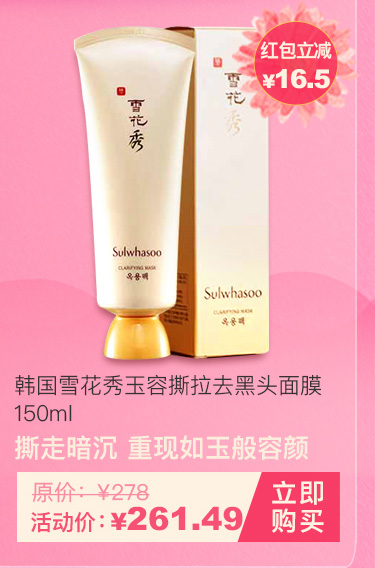 红包立减
¥16.5
雪花秀
Sulwhasoo
CLARIFYING MASK
옥용팩
雪花秀
Sulwhasoo
CLARIFYING MASK
옥용팩
韩国雪花秀玉容撕拉去黑头面膜
150ml
撕走暗沉 重现如玉般容颜
原价：¥278
活动价：¥261.49
立即
购买